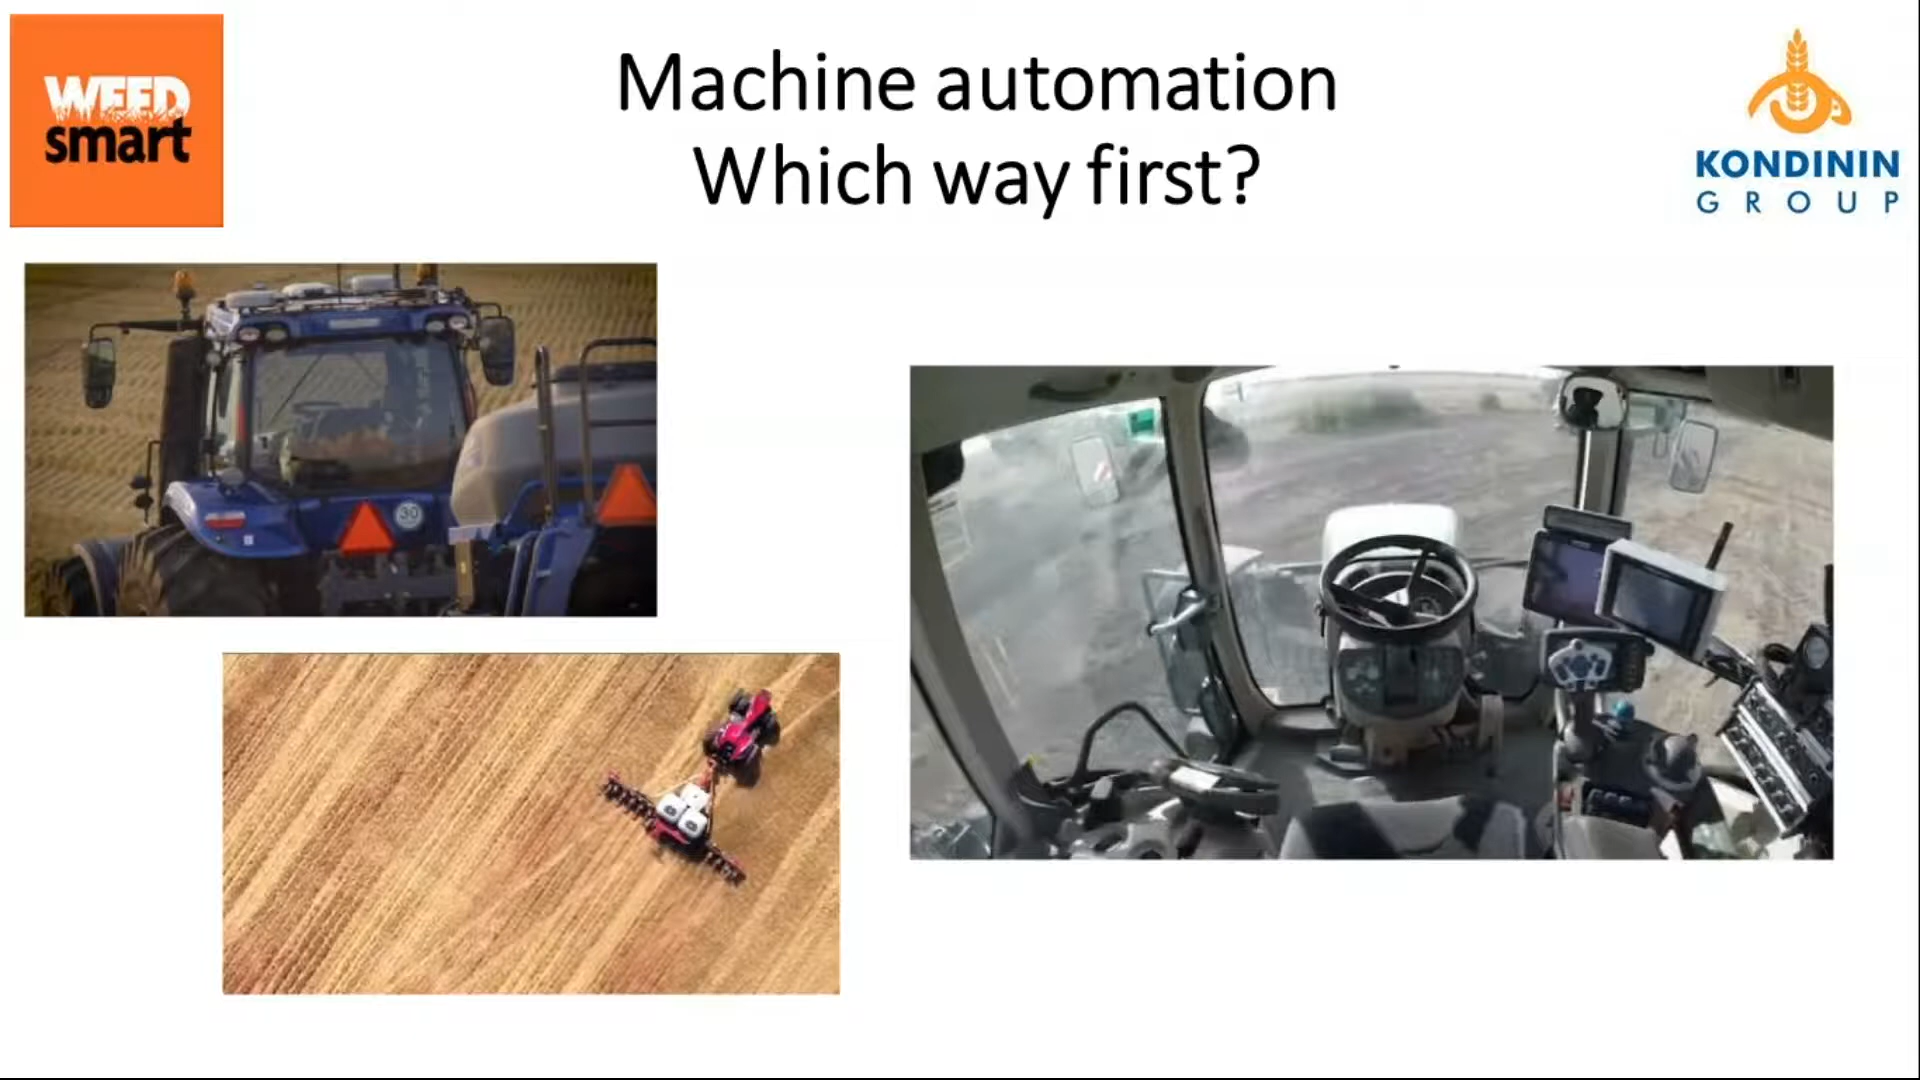 WEED
smart
Machine automation
Which way first?
KONDININ
GROUP
30